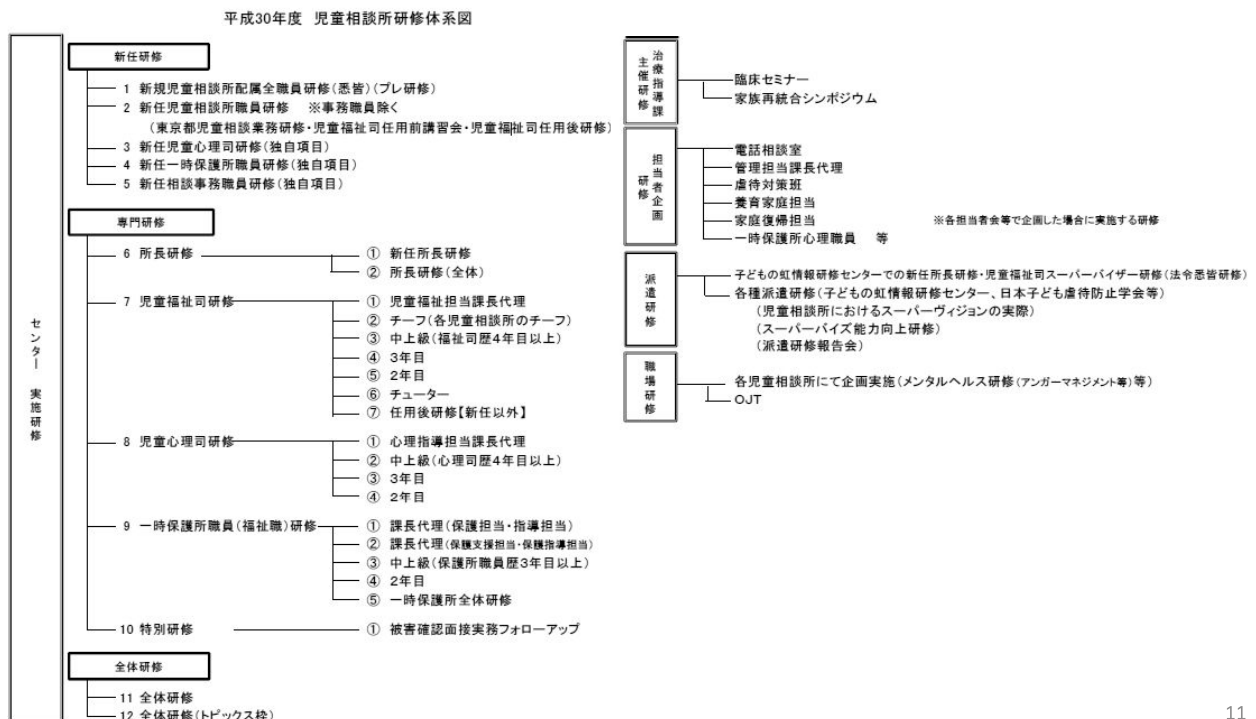 平成30年度 児童相談所研修体系図
センター 実施研修
新任研修
1 新規児童相談所配属全職員研修(悉皆)(プレ研修)
2 新任児童相談所職員研修 ※事務職員除く
(東京都児童相談業務研修・児童福祉司任用前講習会・児童福祉司任用後研修)
3 新任児童心理司研修(独自項目)
4 新任一時保護所職員研修(独自項目)
5 新任相談事務職員研修(独自項目)
専門研修
6 所長研修
① 新任所長研修
② 所長研修(全体)
7 児童福祉司研修
① 児童福祉担当課長代理
② チーフ(各児童相談所のチーフ)
③ 中上級(福祉司歴4年目以上)
④ 3年目
⑤ 2年目
⑥ チューター
⑦ 任用後研修【新任以外】
8 児童心理司研修
① 心理指導担当課長代理
② 中上級(心理司歴4年目以上)
③ 3年目
④ 2年目
9 一時保護所職員(福祉職)研修
① 課長代理(保護担当・指導担当)
② 課長代理(保護支援担当・保護指導担当)
③ 中上級(保護所職員歴3年目以上)
④ 2年目
⑤ 一時保護所全体研修
10 特別研修
① 被害確認面接実務フォローアップ
全体研修
11 全体研修
12 全体研修(トピックス枠)
治療指導課
主催研修
臨床セミナー
家族再統合シンポジウム
担当者企画
研修
電話相談室
管理担当課長代理
虐待対策班
養育家庭担当
家庭復帰担当 ※各担当者会等で企画した場合に実施する研修
一時保護所心理職員 等
派遣研修
子どもの虹情報研修センターでの新任所長研修・児童福祉司スーパーバイザー研修(法令悉皆研修)
各種派遣研修(子どもの虹情報研修センター、日本子ども虐待防止学会等)
(児童相談所におけるスーパーヴィジョンの実際)
(スーパーバイズ能力向上研修)
(派遣研修報告会)
職場研修
各児童相談所にて企画実施(メンタルヘルス研修(アンガーマネジメント等)等)
OJT
11